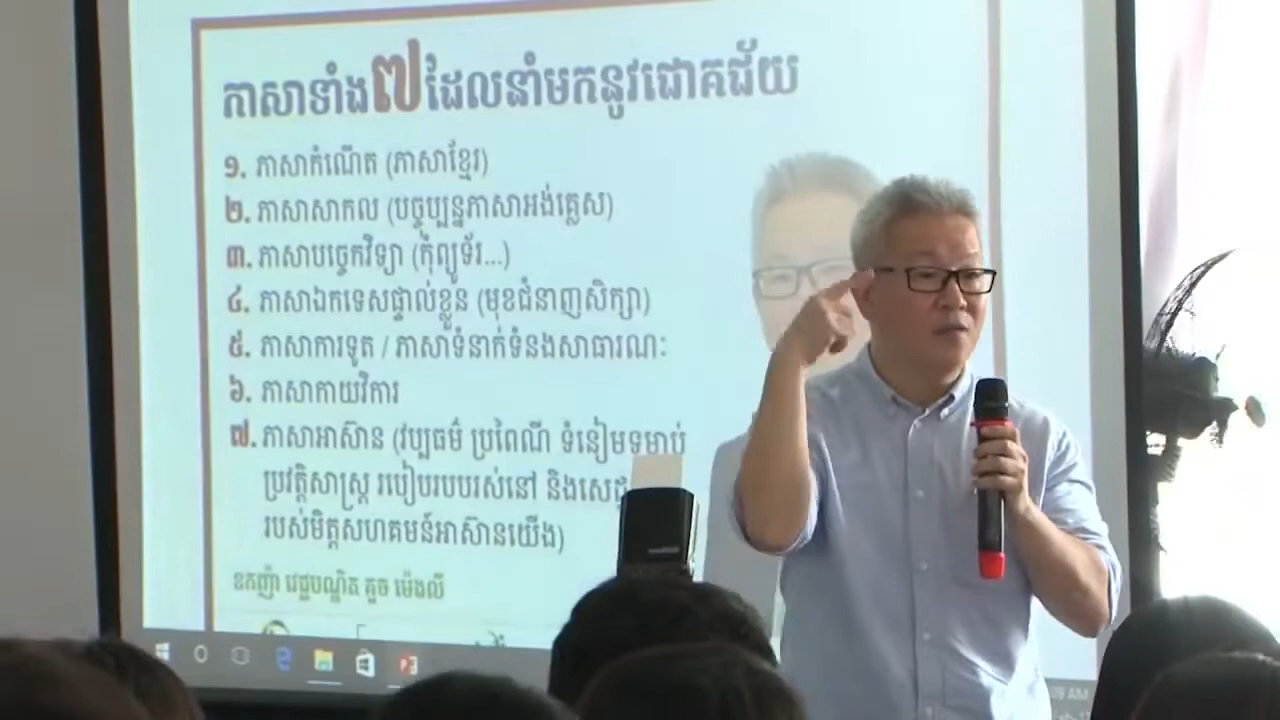 ភាសាទាំង៧ដែលនាំមកនូវជោគជ័យ
១. ភាសាកំណើត (ភាសាខ្មែរ)
២. ភាសាសាកល (បច្ចុប្បន្នភាសាអង់គ្លេស)
៣. ភាសាបច្ចេកវិទ្យា (កុំព្យូទ័រ...)
៤. ភាសាឯកទេសផ្ទាល់ខ្លួន (មុខជំនាញសិក្សា)
៥. ភាសាការទូត / ភាសាទំនាក់ទំនងសាធារណៈ
៦. ភាសាកាយវិការ
៧. ភាសាអាស៊ាន (វប្បធម៌ ប្រពៃណី ទំនៀមទម្លាប់
ប្រវត្តិសាស្ត្រ របៀបរបបរស់នៅ
របស់មិត្តសហគមន៍អាស៊ានយើង)
ឧកញ៉ា វេជ្ជបណ្ឌិត គួច ម៉េងលី